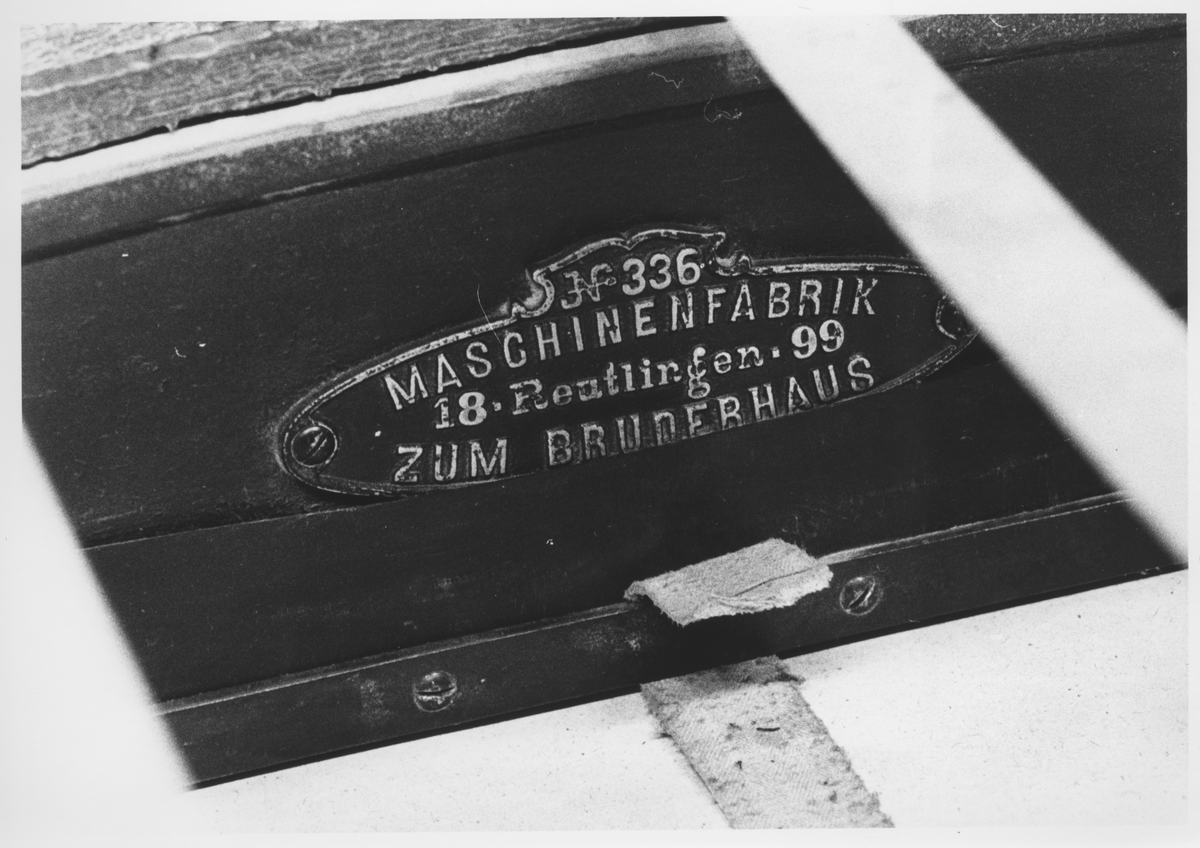 № 336
MASCHINENFABRIK
18. Reutlingen. 99
ZUM BRUDERHAUS